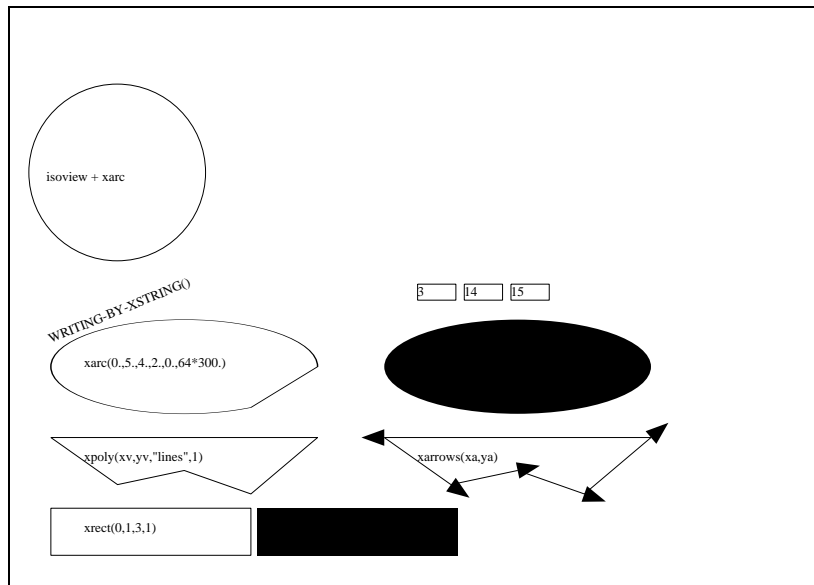 isoview + xarc
WRITING-BY-XSTRING()
3 14 15
xarc(0.,5.,4.,2.,0.,64*300.)
xpoly(xv,yv,"lines",1)
xarrows(xa,ya)
xrect(0,1,3,1)